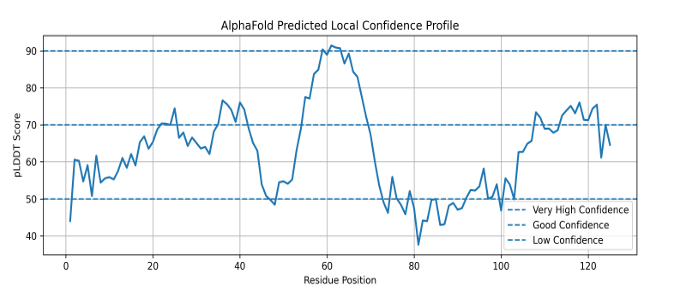 AlphaFold Predicted Local Confidence Profile
pLDDT Score
90
80
70
60
50
40
0 20 40 60 80 100 120
Residue Position
Very High Confidence
Good Confidence
Low Confidence